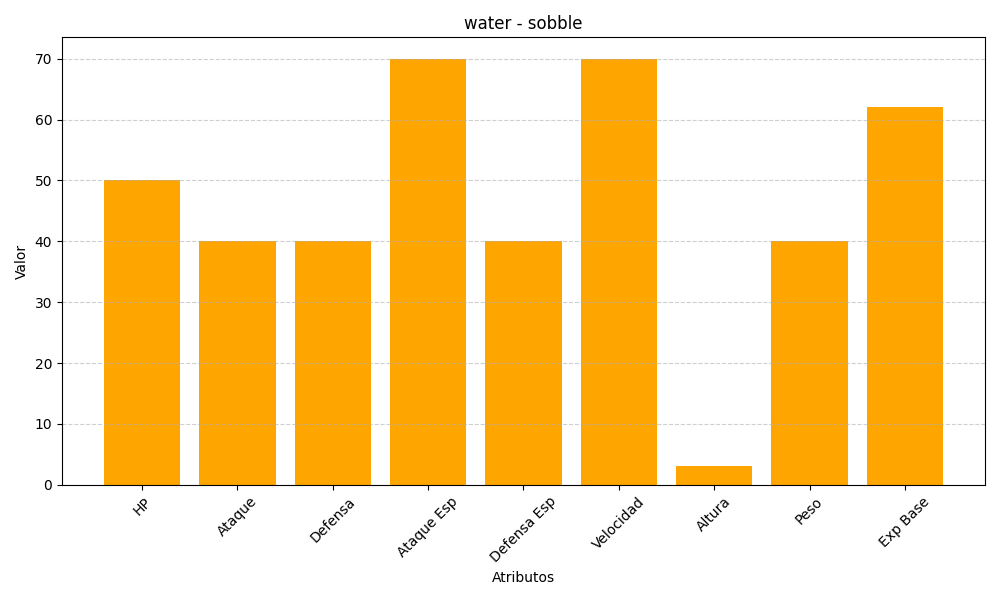 water - sobble
Valor
70
60
50
40
30
20
10
0
HP
Ataque
Defensa
Ataque Esp
Defensa Esp
Velocidad
Altura
Peso
Exp Base
Atributos